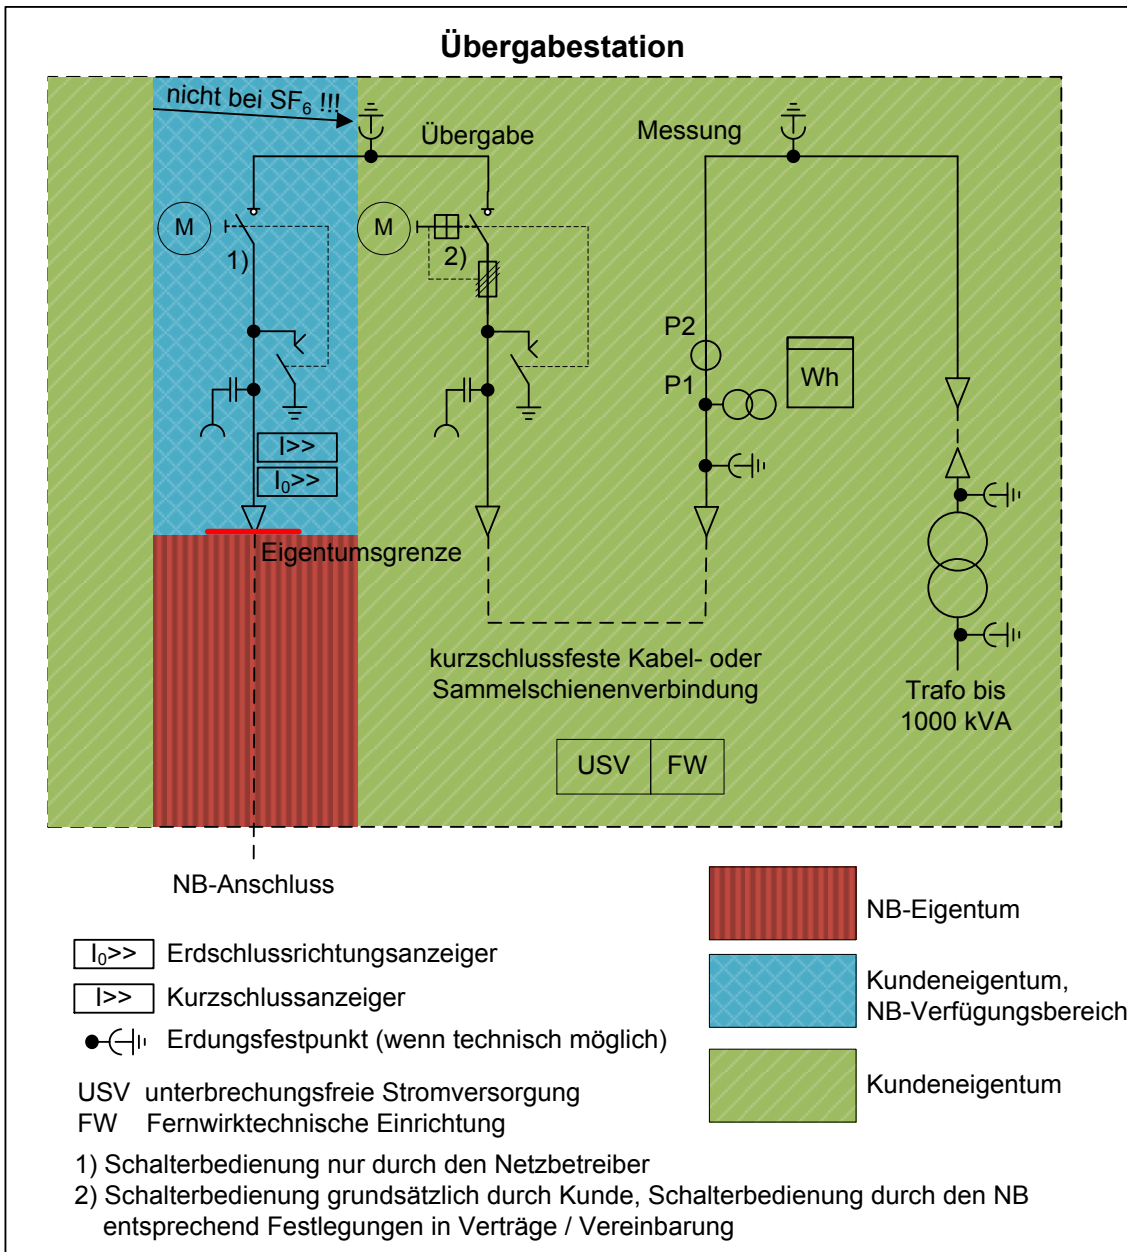 Übergabestation
nicht bei SF₆ !!!
Übergabe
Messung
M
M
1)
2)
P2
P1
Wh
I>>
I₀>>
Eigentumsgrenze
kurzschlussfeste Kabel- oder
Sammelschienenverbindung
Trafo bis
1000 kVA
USV
FW
NB-Anschluss
NB-Eigentum
I₀>> Erdschlussrichtungsanzeiger
I>> Kurzschlussanzeiger
Kundeneigentum,
NB-Verfügungsbereich
Erdungsfestpunkt (wenn technisch möglich)
Kundeneigentum
USV unterbrechungsfreie Stromversorgung
FW Fernwirktechnische Einrichtung
1) Schalterbedienung nur durch den Netzbetreiber
2) Schalterbedienung grundsätzlich durch Kunde, Schalterbedienung durch den NB
entsprechend Festlegungen in Verträge / Vereinbarung